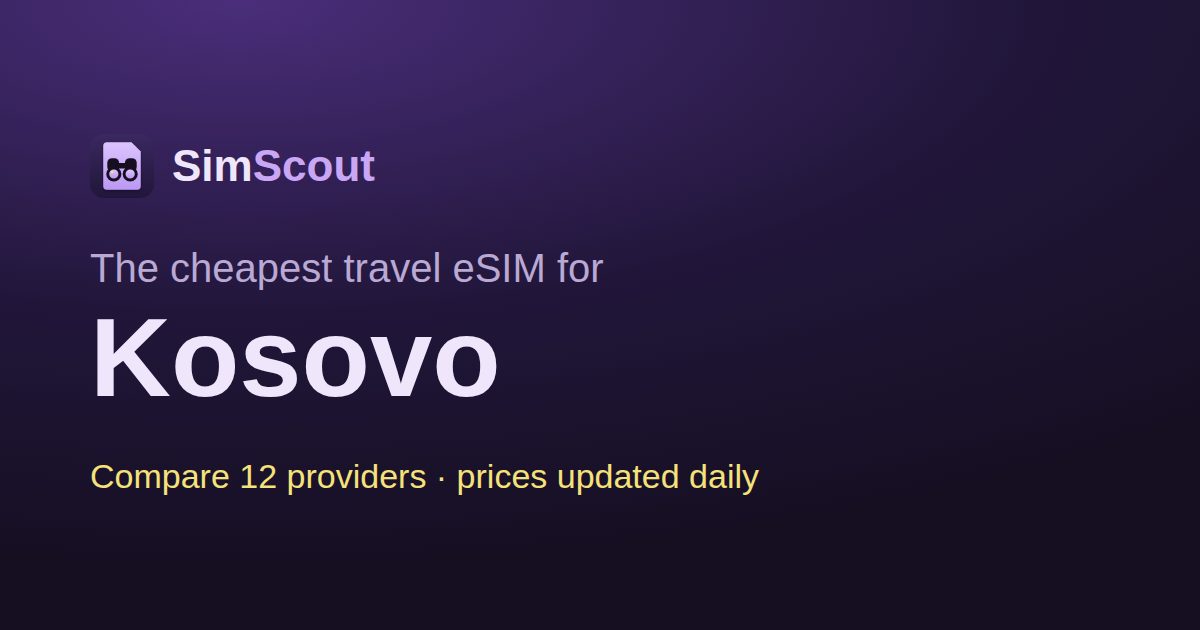 SimScout
The cheapest travel eSIM for
Kosovo
Compare 12 providers · prices updated daily